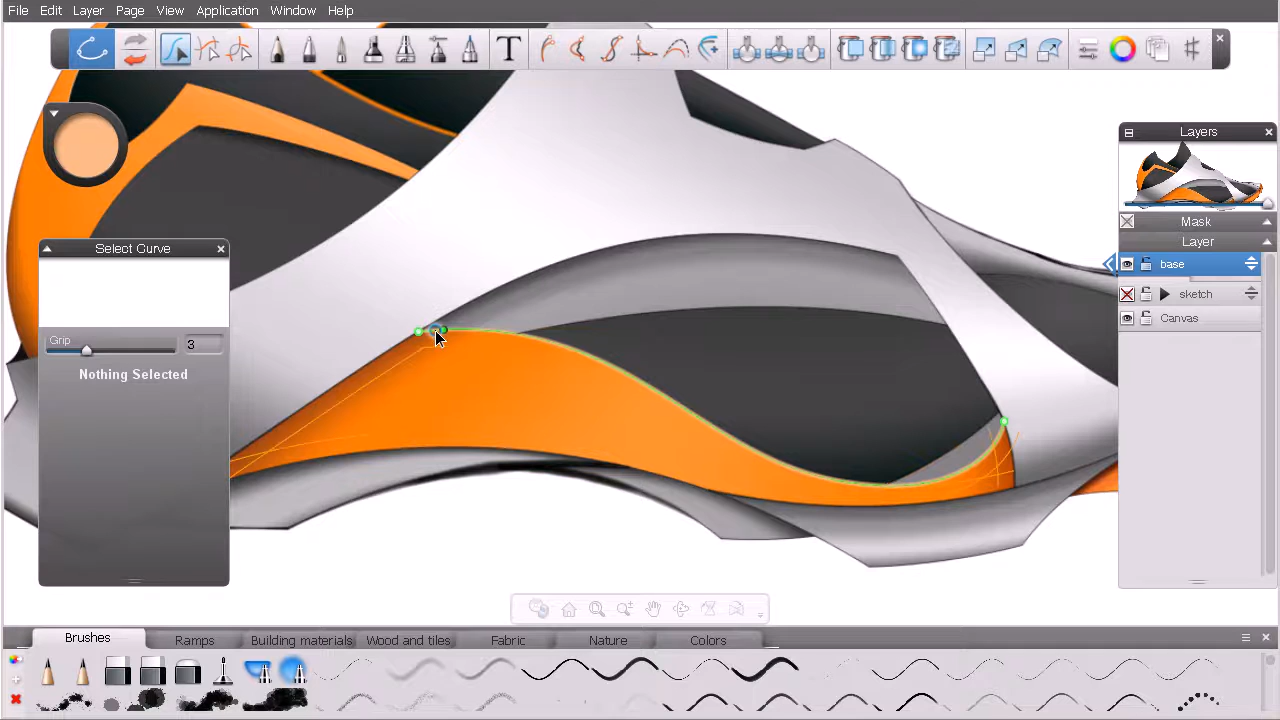 File Edit Layer Page View Application Window Help
T
Layers
Mask
Layer
base
sketch
Canvas
Select Curve
Grip
3
Nothing Selected
Brushes Ramps Building materials Wood and tiles Fabric Nature Colors